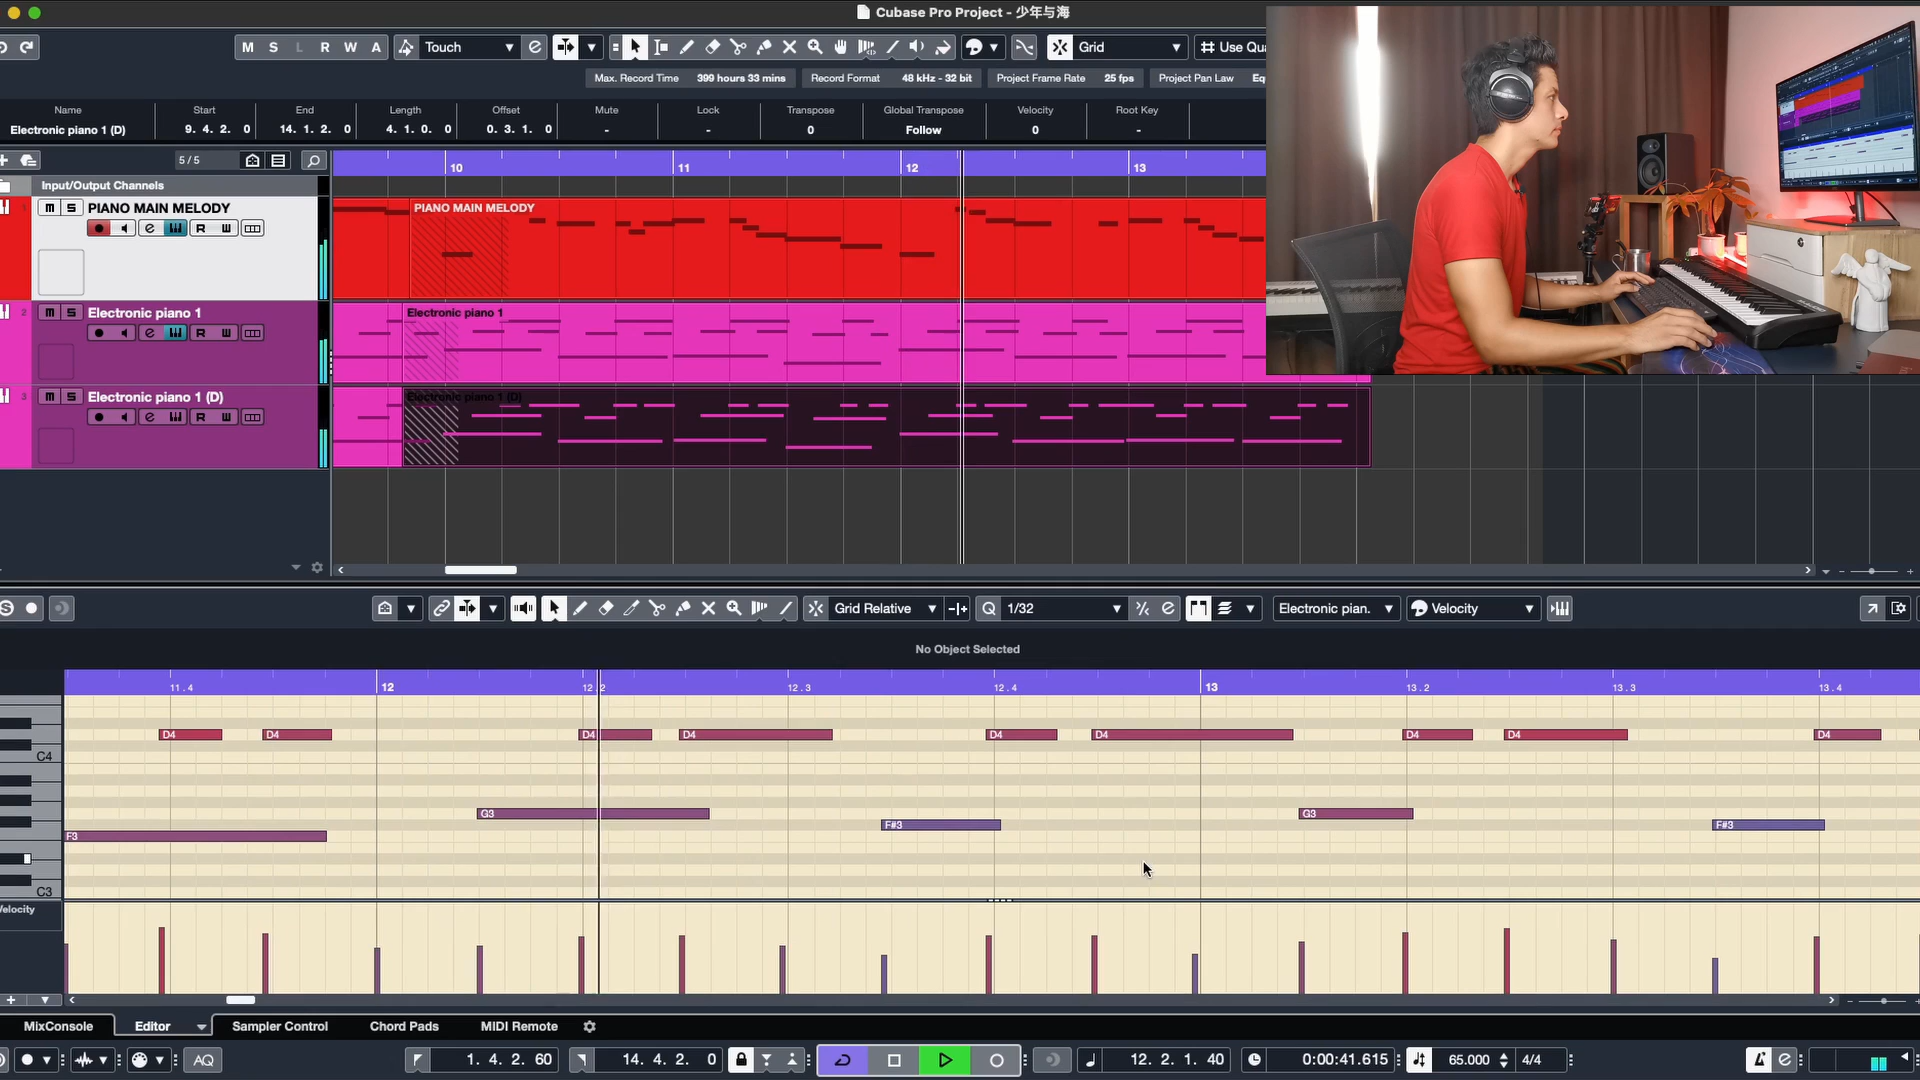 Cubase Pro Project - 少年与海
M S L R W A Touch Grid Use Qua
Max. Record Time 399 hours 33 mins Record Format 48 kHz - 32 bit Project Frame Rate 25 fps Project Pan Law Eq
Name Start End Length Offset Mute Lock Transpose Global Transpose Velocity Root Key
Electronic piano 1 (D) 9. 4. 2. 0 14. 1. 2. 0 4. 1. 0. 0 0. 3. 1. 0 - - 0 Follow 0 -
5/5 10 11 12 13
Input/Output Channels
1 m S PIANO MAIN MELODY
R W
PIANO MAIN MELODY
2 m S Electronic piano 1
R W
Electronic piano 1
3 m S Electronic piano 1 (D)
R W
Electronic piano 1 (D)
S Grid Relative Q 1/32 Electronic pian. Velocity
No Object Selected
11.4 12 12.2 12.3 12.4 13 13.2 13.3 13.4
D4 D4 D4 D4 D4 D4 D4 D4 D4
C4
G3 G3
F#3 F#3
F3
C3
Velocity
MixConsole Editor Sampler Control Chord Pads MIDI Remote
AQ 1. 4. 2. 60 14. 4. 2. 0 12. 2. 1. 40 0:00:41.615 65.000 4/4